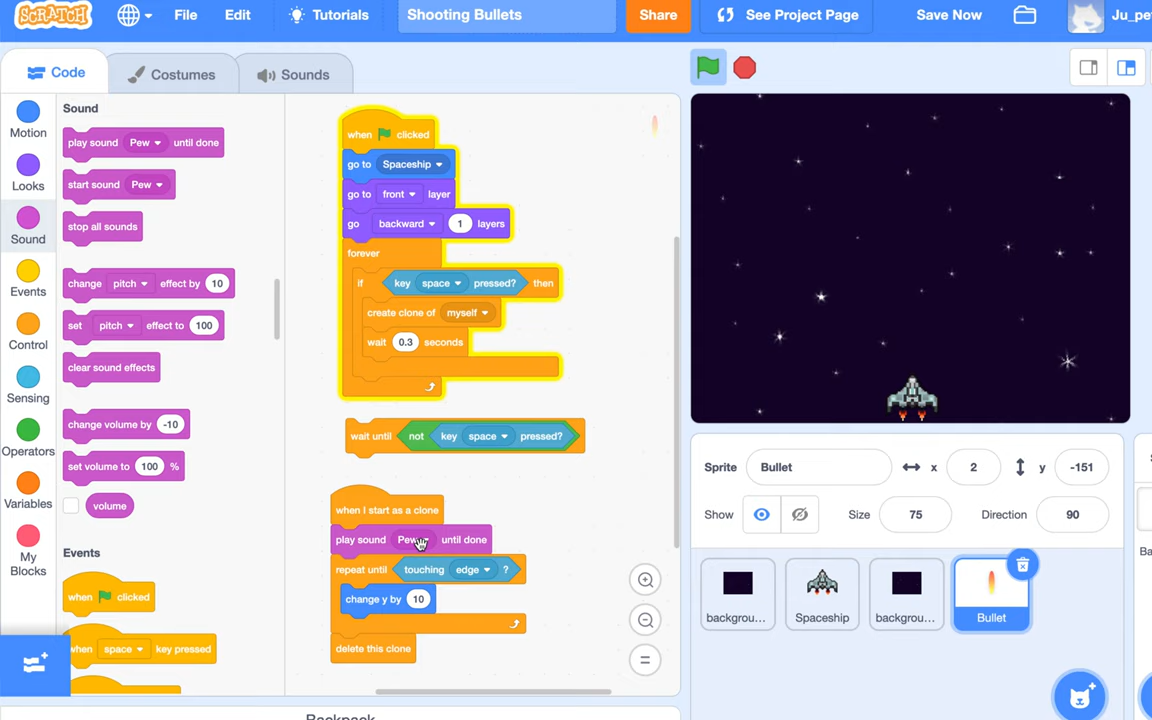 SCRATCH
File
Edit
Tutorials
Shooting Bullets
Share
See Project Page
Save Now
Ju_pe
Code
Costumes
Sounds
Motion
Looks
Sound
Events
Control
Sensing
Operators
Variables
My
Blocks
Sound
play sound Pew until done
start sound Pew
stop all sounds
change pitch effect by 10
set pitch effect to 100
clear sound effects
change volume by -10
set volume to 100 %
volume
Events
when clicked
when space key pressed
when clicked
go to Spaceship
go to front layer
go backward 1 layers
forever
if key space pressed? then
create clone of myself
wait 0.3 seconds
wait until not key space pressed?
when I start as a clone
play sound Pew until done
repeat until touching edge ?
change y by 10
delete this clone
Sprite Bullet x 2 y -151
Show Size 75 Direction 90
backgrou...
Spaceship
backgrou...
Bullet
Ba
Backpack